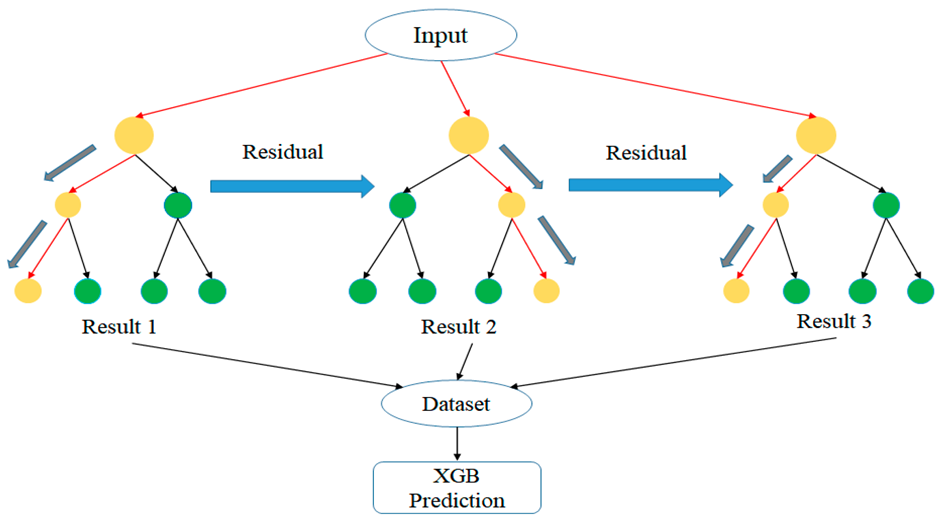 Input
Residual
Residual
Result 1
Result 2
Result 3
Dataset
XGB
Prediction